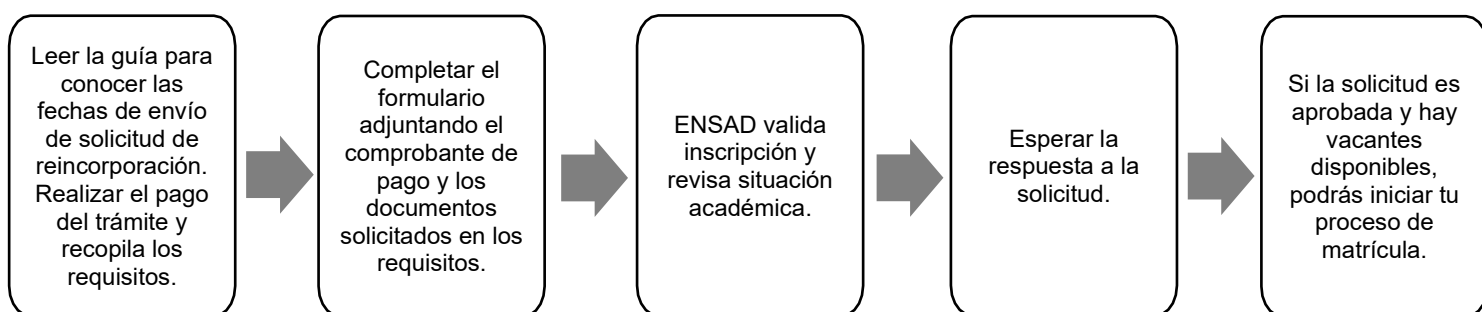 Leer la guía para
conocer las
fechas de envío
de solicitud de
reincorporación.
Realizar el pago
del trámite y
recopila los
requisitos.
Completar el
formulario
adjuntando el
comprobante de
pago y los
documentos
solicitados en los
requisitos.
ENSAD valida
inscripción y
revisa situación
académica.
Esperar la
respuesta a la
solicitud.
Si la solicitud es
aprobada y hay
vacantes
disponibles,
podrás iniciar tu
proceso de
matrícula.